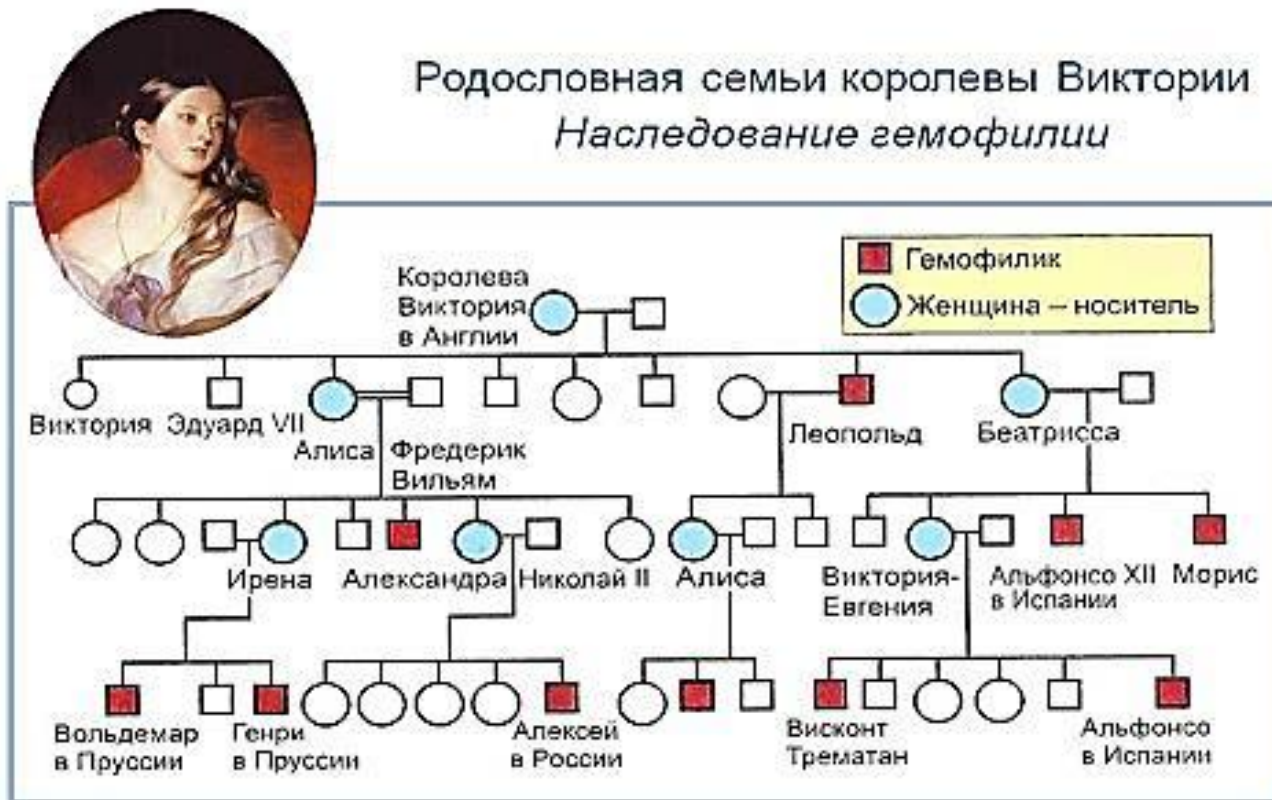 Родословная семьи королевы Виктории
Наследование гемофилии
Гемофилик
Женщина – носитель
Королева
Виктория
в Англии
Виктория
Эдуард VII
Алиса
Фредерик
Вильям
Леопольд
Беатрисса
Ирена
Александра
Николай II
Алиса
Виктория-
Евгения
Альфонсо XII
в Испании
Морис
Вольдемар
в Пруссии
Генри
в Пруссии
Алексей
в России
Висконт
Трематан
Альфонсо
в Испании